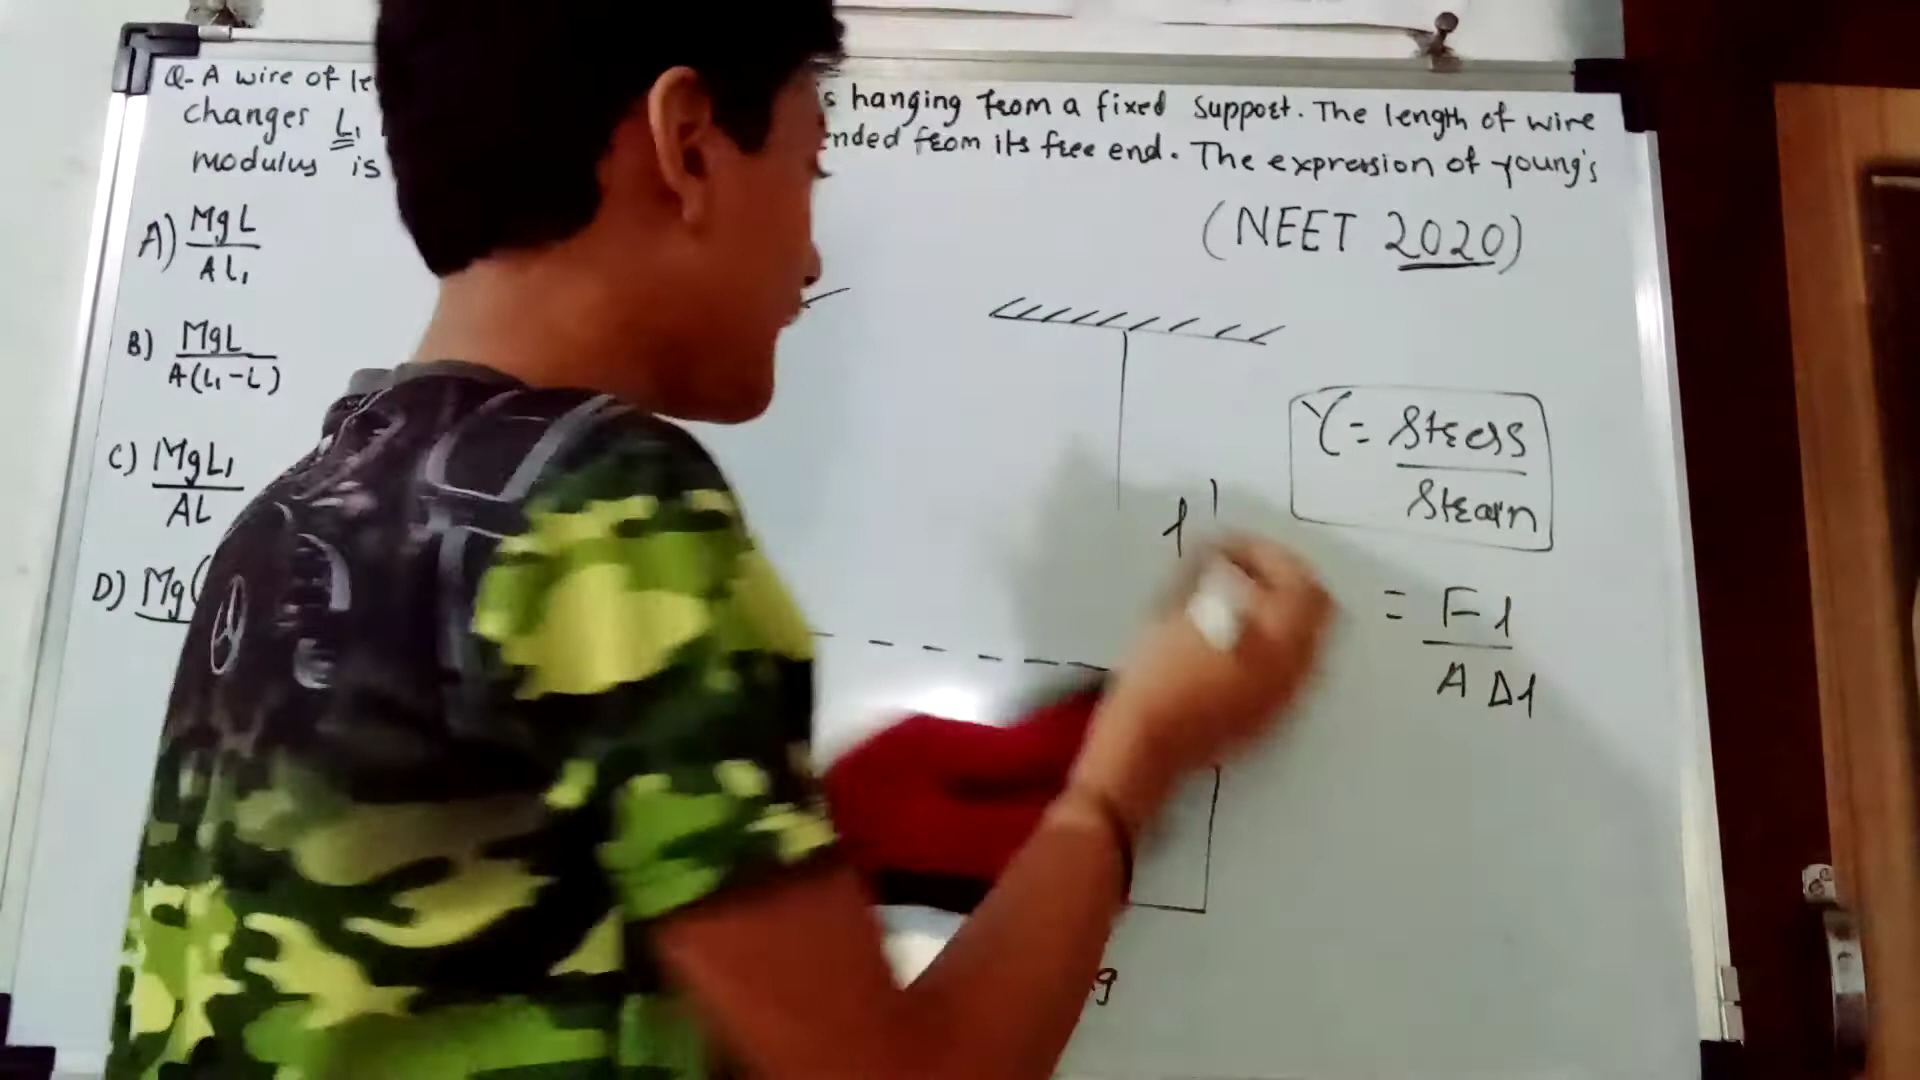 Q- A wire of le s hanging from a fixed support. The length of wire
changes L₁ ended from its free end. The expression of young's
modulus is
(NEET 2020)
A) MgL
AL₁
B) MgL
A(L₁-L)
C) MgL₁
AL
D) Mg(
Y = Stress
Strain
l'
= Fl
A Δl
g